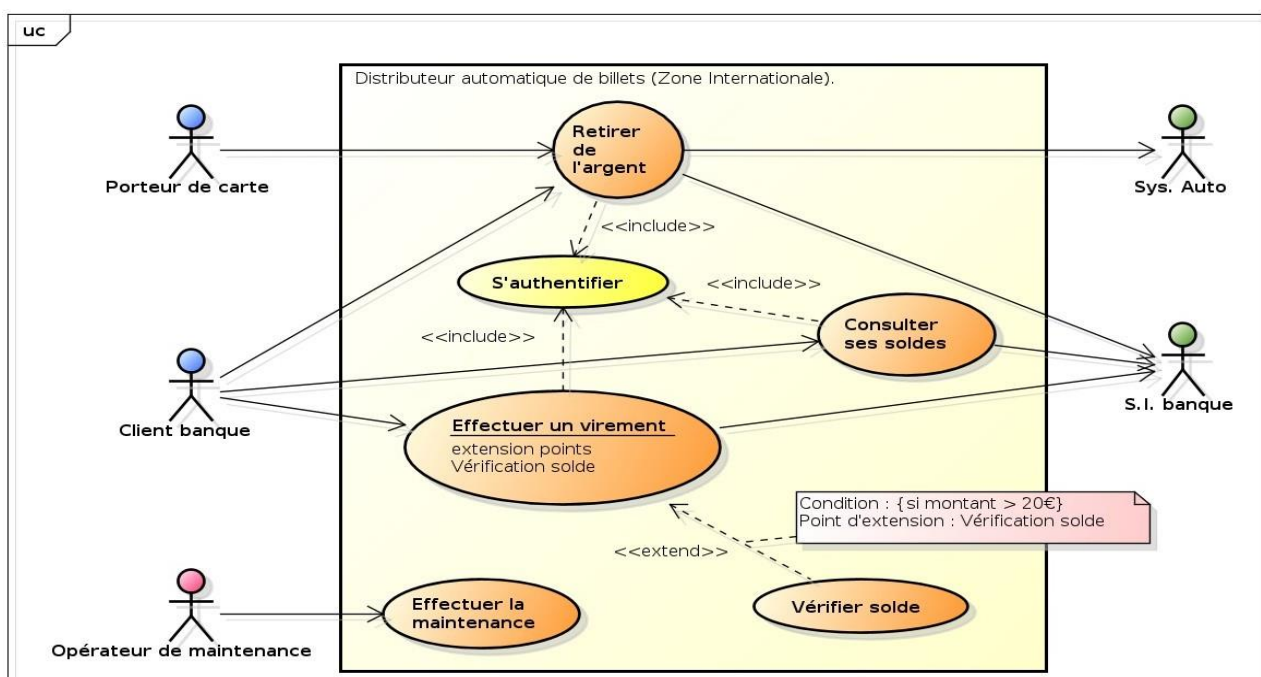 uc
Distributeur automatique de billets (Zone Internationale).
Retirer
de
l'argent
Porteur de carte
Sys. Auto
<<include>>
S'authentifier
<<include>>
Consulter
ses soldes
<<include>>
Client banque
S.I. banque
Effectuer un virement
extension points
Vérification solde
Condition : {si montant > 20€}
Point d'extension : Vérification solde
<<extend>>
Vérifier solde
Effectuer la
maintenance
Opérateur de maintenance